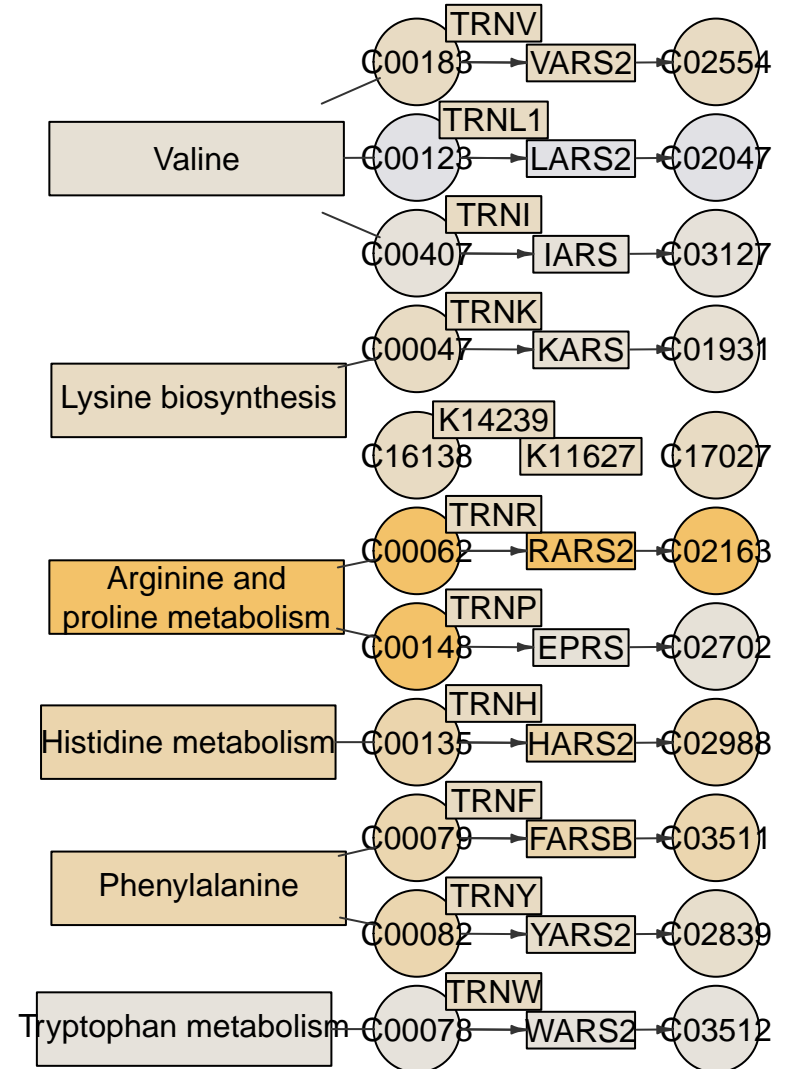 TRNV
C00183 VARS2 C02554
TRNL1
Valine C00123 LARS2 C02047
TRNI
C00407 IARS C03127
TRNK
C00047 KARS C01931
Lysine biosynthesis
K14239
C16138 K11627 C17027
TRNR
C00062 RARS2 C02163
Arginine and
proline metabolism
TRNP
C00148 EPRS C02702
TRNH
Histidine metabolism C00135 HARS2 C02988
TRNF
C00079 FARSB C03511
Phenylalanine
TRNY
C00082 YARS2 C02839
TRNW
Tryptophan metabolism C00078 WARS2 C03512